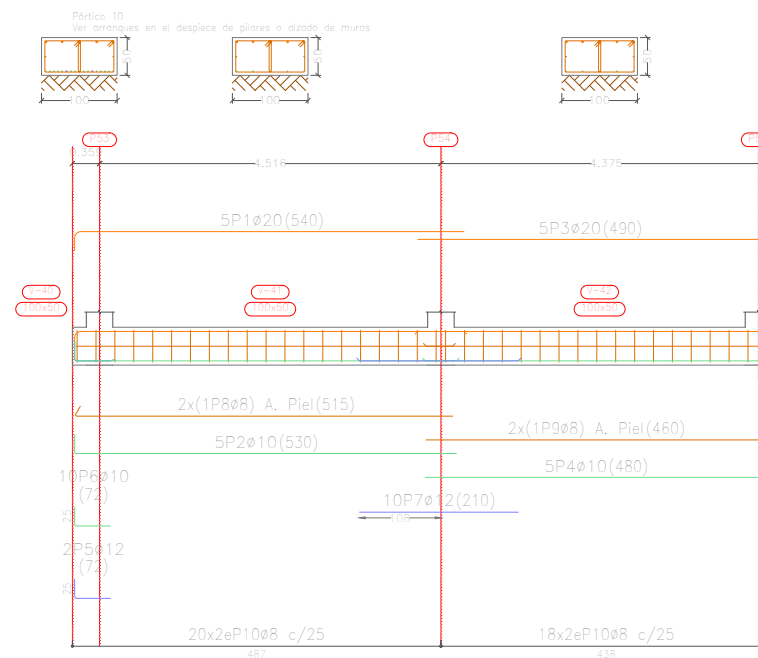 Pórtico 10
Ver arranques en el despiece de pilares o alzado de muros
50
50
50
100
100
100
P53
P54
4.516
4.375
5P1ø20(540)
5P3ø20(490)
V-40
100x50
V-41
100x50
V-42
100x50
2x(1P8ø8) A. Piel(515)
2x(1P9ø8) A. Piel(460)
5P2ø10(530)
5P4ø10(480)
10P6ø10
(72)
25
10P7ø12(210)
108
2P5ø12
(72)
25
20x2eP10ø8 c/25
18x2eP10ø8 c/25
487
438